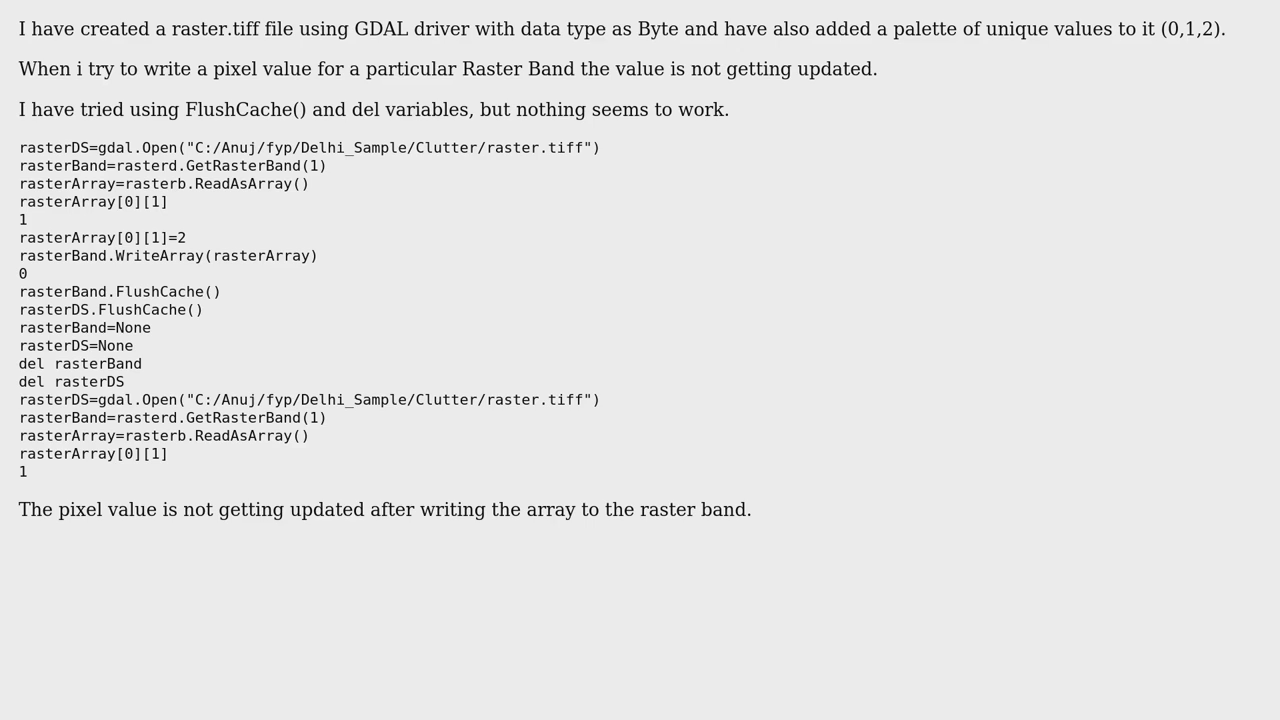 I have created a raster.tiff file using GDAL driver with data type as Byte and have also added a palette of unique values to it (0,1,2).
When i try to write a pixel value for a particular Raster Band the value is not getting updated.
I have tried using FlushCache() and del variables, but nothing seems to work.
rasterDS=gdal.Open("C:/Anuj/fyp/Delhi_Sample/Clutter/raster.tiff")
rasterBand=rasterd.GetRasterBand(1)
rasterArray=rasterb.ReadAsArray()
rasterArray[0][1]
1
rasterArray[0][1]=2
rasterBand.WriteArray(rasterArray)
0
rasterBand.FlushCache()
rasterDS.FlushCache()
rasterBand=None
rasterDS=None
del rasterBand
del rasterDS
rasterDS=gdal.Open("C:/Anuj/fyp/Delhi_Sample/Clutter/raster.tiff")
rasterBand=rasterd.GetRasterBand(1)
rasterArray=rasterb.ReadAsArray()
rasterArray[0][1]
1
The pixel value is not getting updated after writing the array to the raster band.